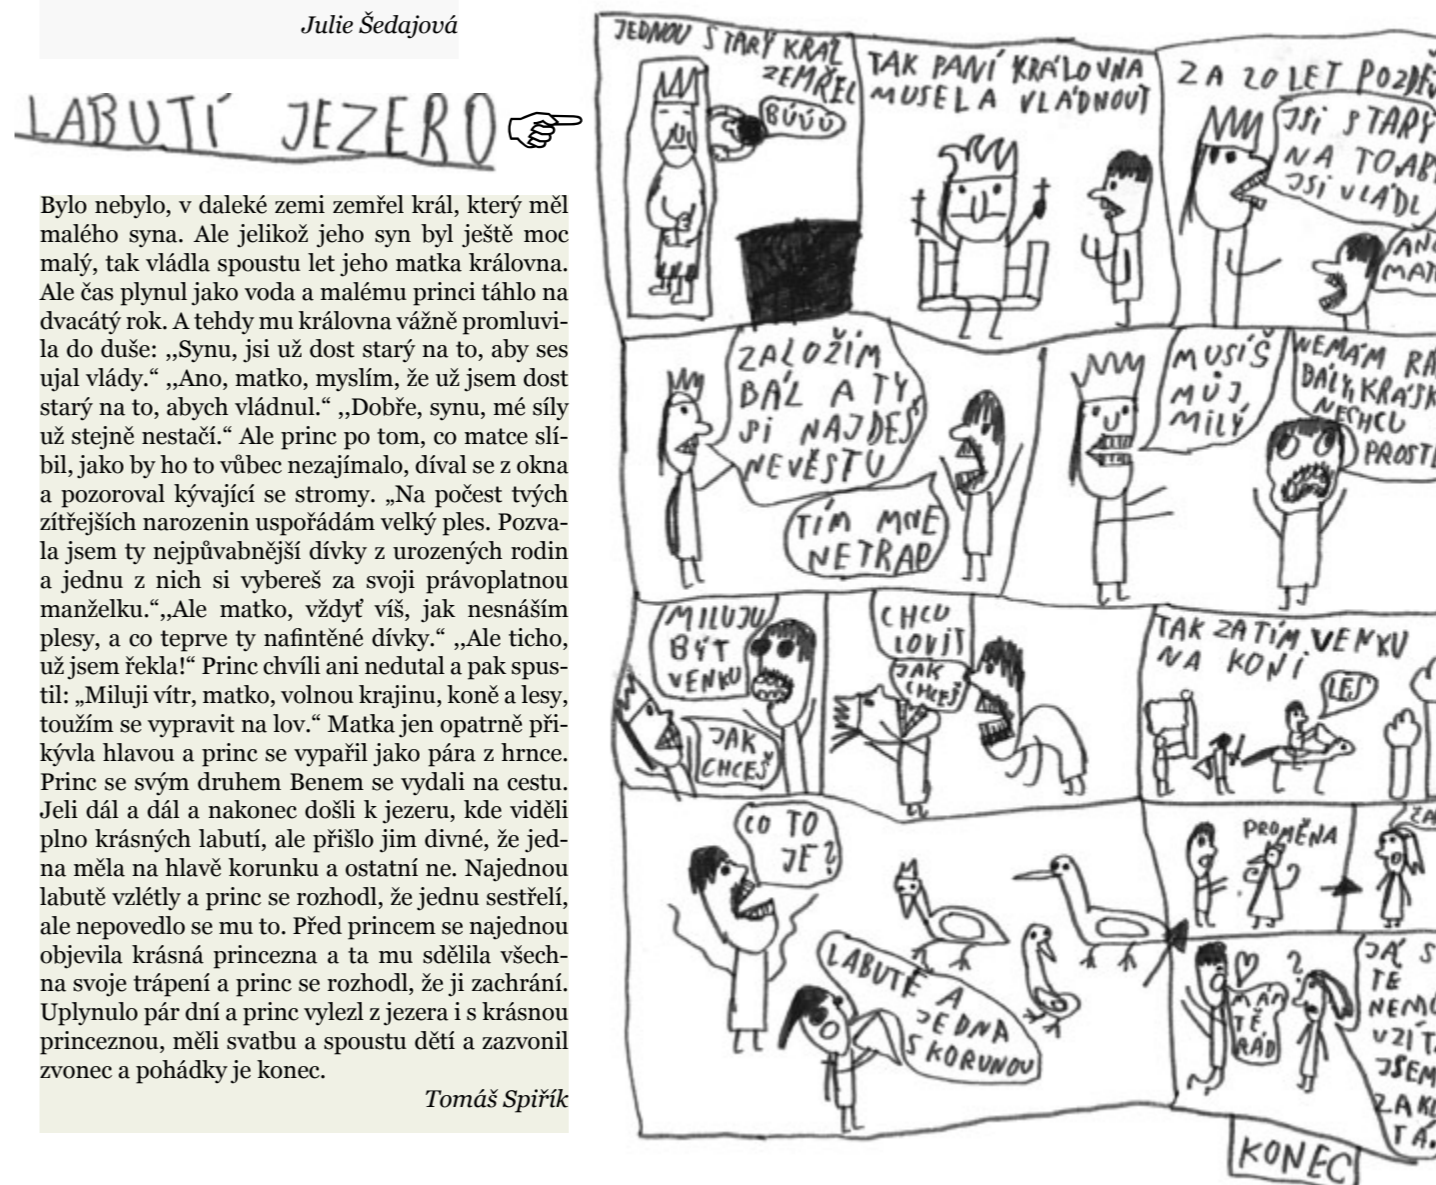 Julie Šedajová
LABUTÍ JEZERO
Bylo nebylo, v daleké zemi zemřel král, který měl
malého syna. Ale jelikož jeho syn byl ještě moc
malý, tak vládla spoustu let jeho matka královna.
Ale čas plynul jako voda a malému princi táhlo na
dvacátý rok. A tehdy mu královna vážně promluvi-
la do duše: ,,Synu, jsi už dost starý na to, aby ses
ujal vlády.“ ,,Ano, matko, myslím, že už jsem dost
starý na to, abych vládnul.“ ,,Dobře, synu, mé síly
už stejně nestačí.“ Ale princ po tom, co matce slí-
bil, jako by ho to vůbec nezajímalo, díval se z okna
a pozoroval kývající se stromy. „Na počest tvých
zítřejších narozenin uspořádám velký ples. Pozva-
la jsem ty nejpůvabnější dívky z urozených rodin
a jednu z nich si vybereš za svoji právoplatnou
manželku.“,,Ale matko, vždyť víš, jak nesnáším
plesy, a co teprve ty nafintěné dívky.“ ,,Ale ticho,
už jsem řekla!“ Princ chvíli ani nedutal a pak spus-
til: „Miluji vítr, matko, volnou krajinu, koně a lesy,
toužím se vypravit na lov.“ Matka jen opatrně při-
kývla hlavou a princ se vypařil jako pára z hrnce.
Princ se svým druhem Benem se vydali na cestu.
Jeli dál a dál a nakonec došli k jezeru, kde viděli
plno krásných labutí, ale přišlo jim divné, že jed-
na měla na hlavě korunku a ostatní ne. Najednou
labutě vzlétly a princ se rozhodl, že jednu sestřelí,
ale nepovedlo se mu to. Před princem se najednou
objevila krásná princezna a ta mu sdělila všech-
na svoje trápení a princ se rozhodl, že ji zachrání.
Uplynulo pár dní a princ vylezl z jezera i s krásnou
princeznou, měli svatbu a spoustu dětí a zazvonil
zvonec a pohádky je konec.
Tomáš Spiřík
JEDNOU STARÝ KRÁL
ZEMŘEL
BÚÚÚ
TAK PANÍ KRÁLOVNA
MUSELA VLÁDNOUT
ZA 20 LET
JSI STARÝ
NA TO
JSI VLÁDL
ZALOŽÍM
BÁL A TY
SI NAJDEŠ
NEVĚSTU
TÍM MNE
NETRAP
MUSÍŠ
MŮJ
MILÝ
NEMÁM
BÁLY,
NECHCU
MILUJU
BÝT
VENKU
JAK
CHCEŠ
CHCU
LOVIT
JAK
CHCEŠ
TAK ZATÍM VENKU
NA KONI
LES
CO TO
JE?
LABUTĚ A
JEDNA
S KORUNOU
PROMĚNA
MÁM
TĚ
RÁD
?
JÁ
TE
JSEM
KONEC